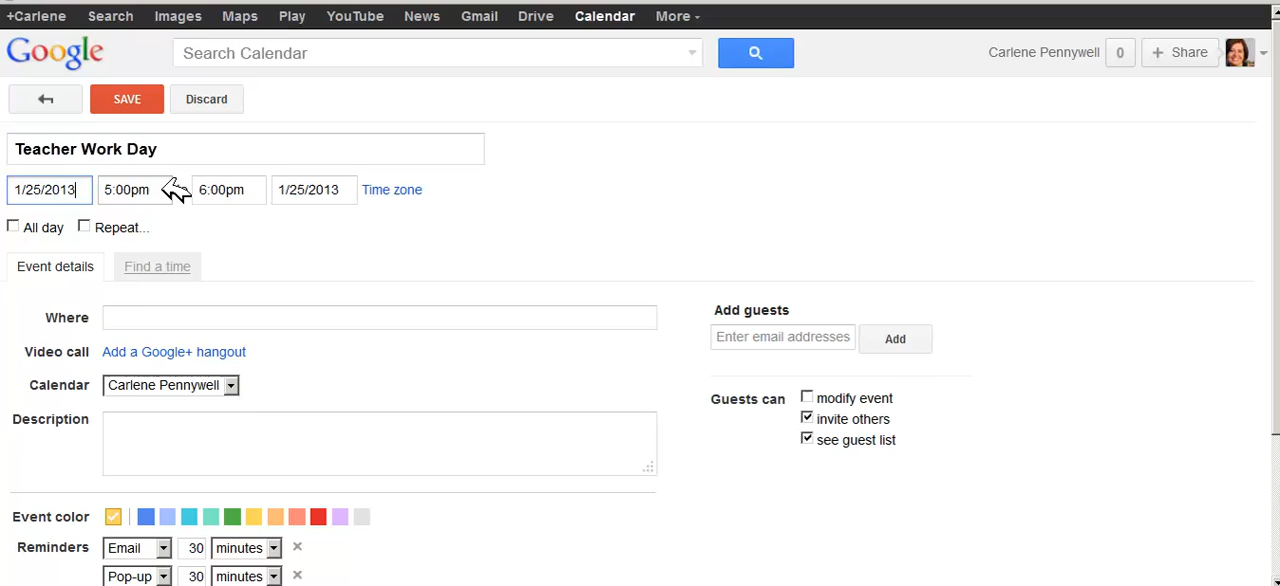 +Carlene Search Images Maps Play YouTube News Gmail Drive Calendar More
Google Search Calendar Carlene Pennywell 0 + Share
SAVE Discard
Teacher Work Day
1/25/2013 5:00pm 6:00pm 1/25/2013 Time zone
All day Repeat...
Event details Find a time
Where
Video call Add a Google+ hangout
Calendar Carlene Pennywell
Description
Event color
Reminders Email 30 minutes ×
Pop-up 30 minutes ×
Add guests
Enter email addresses Add
Guests can modify event
invite others
see guest list